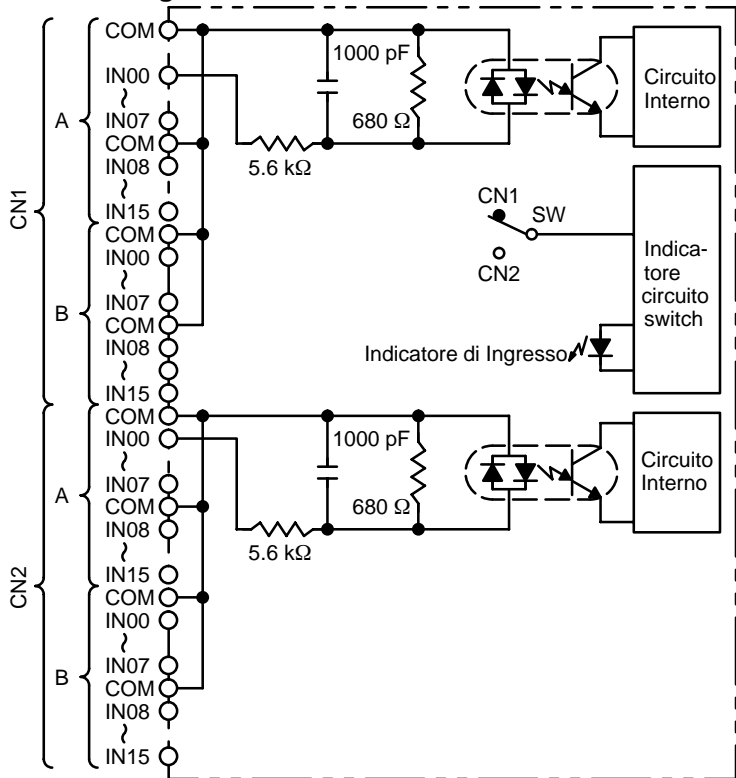 COM
1000 pF
Circuito
Interno
IN00
A
IN07
680 Ω
COM
5.6 kΩ
IN08
CN1
IN15
CN1
SW
COM
IN00
CN2
Indica-
tore
circuito
switch
B
IN07
COM
Indicatore di Ingresso
IN08
IN15
COM
1000 pF
Circuito
Interno
IN00
A
IN07
680 Ω
COM
5.6 kΩ
IN08
CN2
IN15
COM
IN00
B
IN07
COM
IN08
IN15